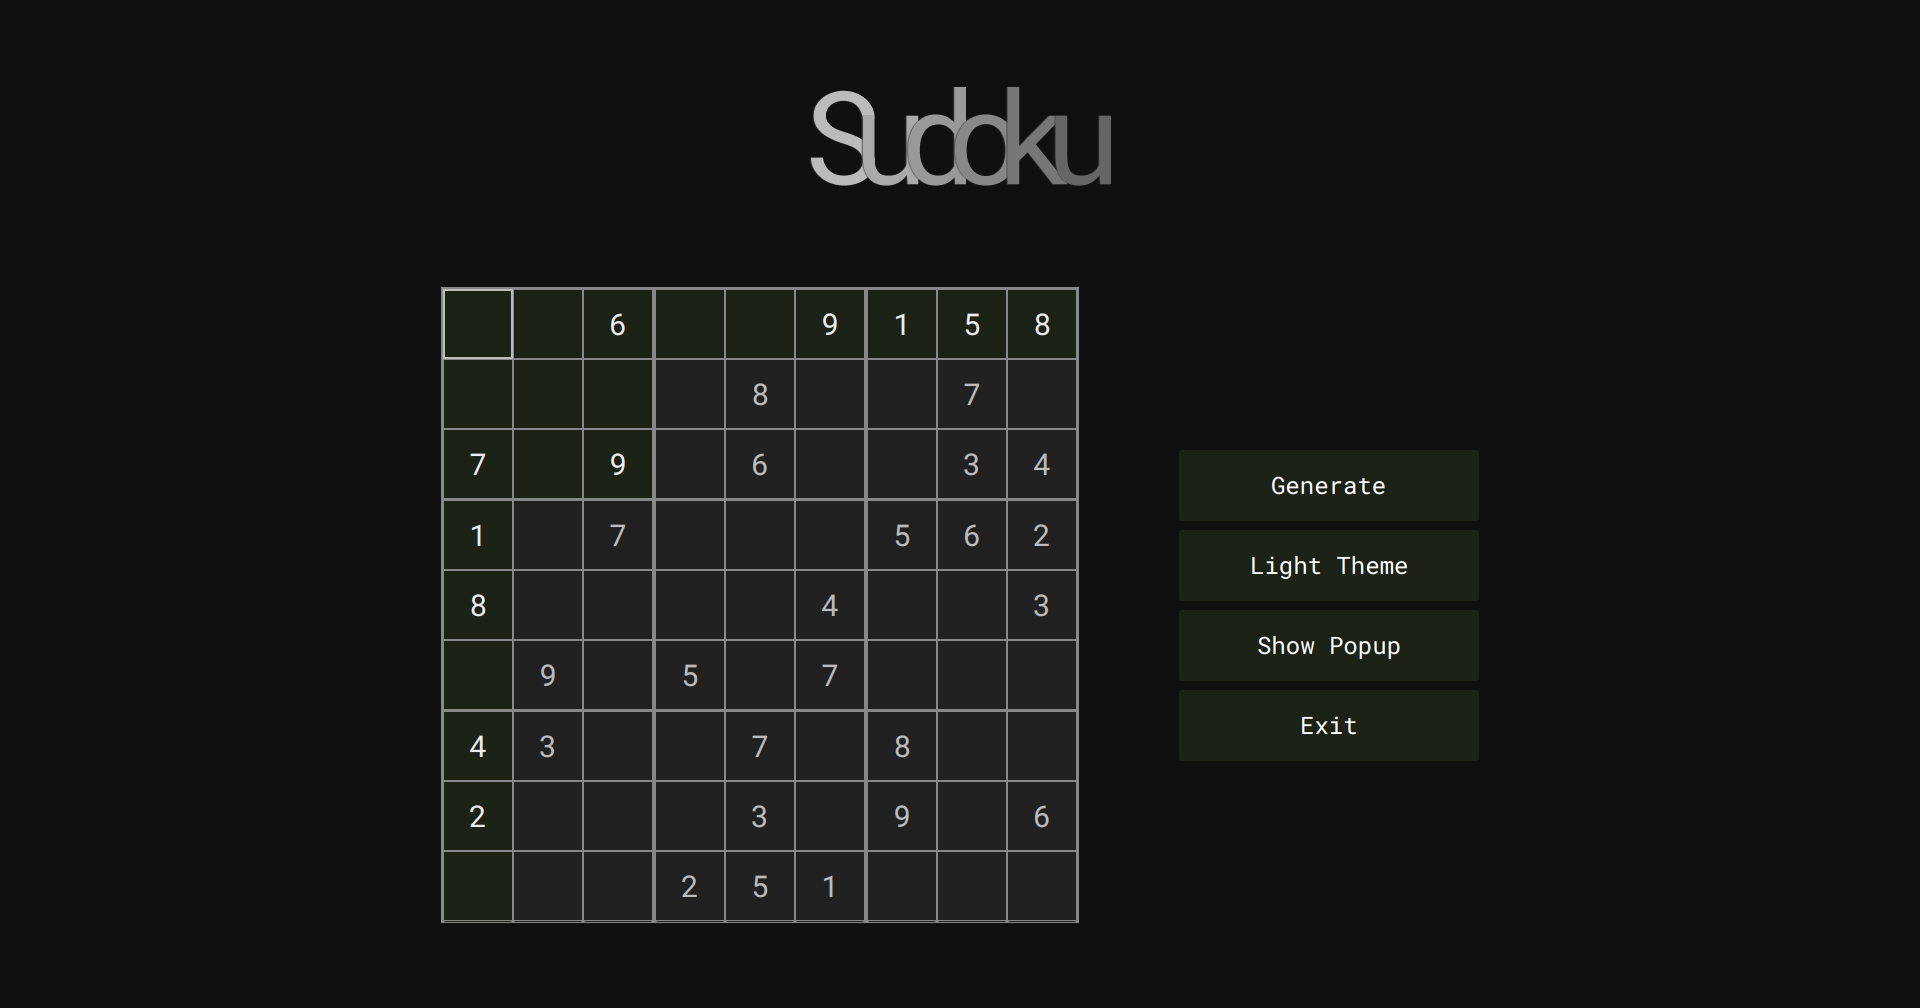 Sudoku
6 9 1 5 8
8 7
7 9 6 3 4
1 7 5 6 2
8 4 3
9 5 7
4 3 7 8
2 3 9 6
2 5 1
Generate
Light Theme
Show Popup
Exit